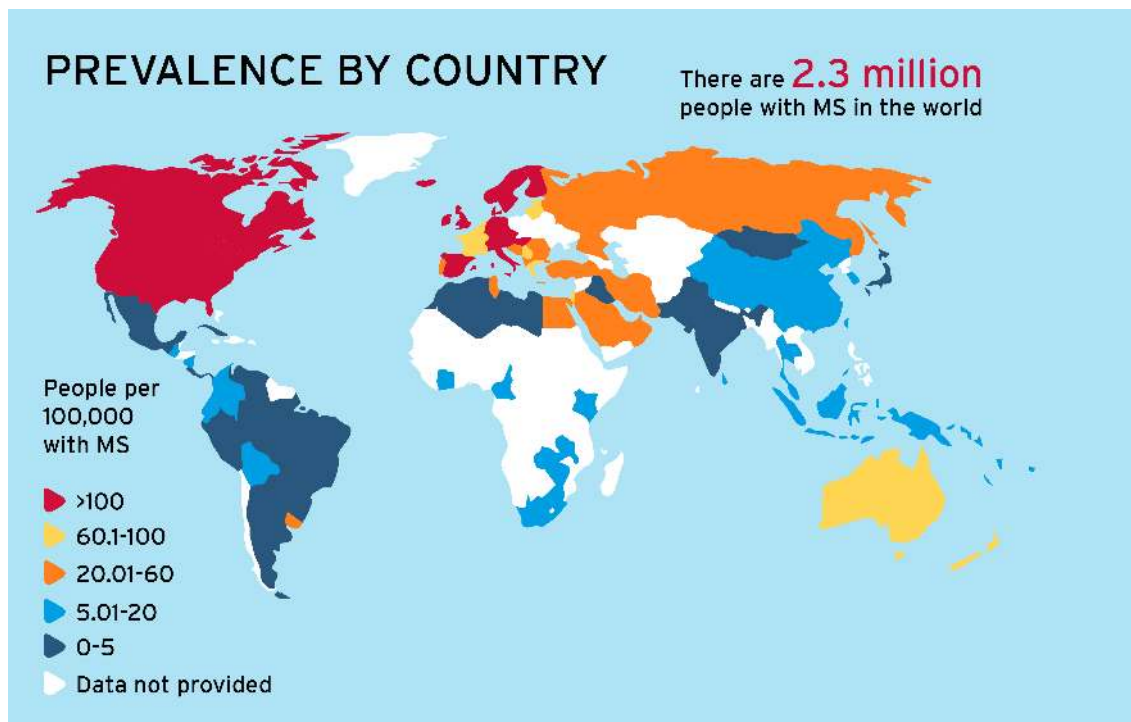 PREVALENCE BY COUNTRY
There are 2.3 million
people with MS in the world
People per
100,000
with MS
>100
60.1-100
20.01-60
5.01-20
0-5
Data not provided